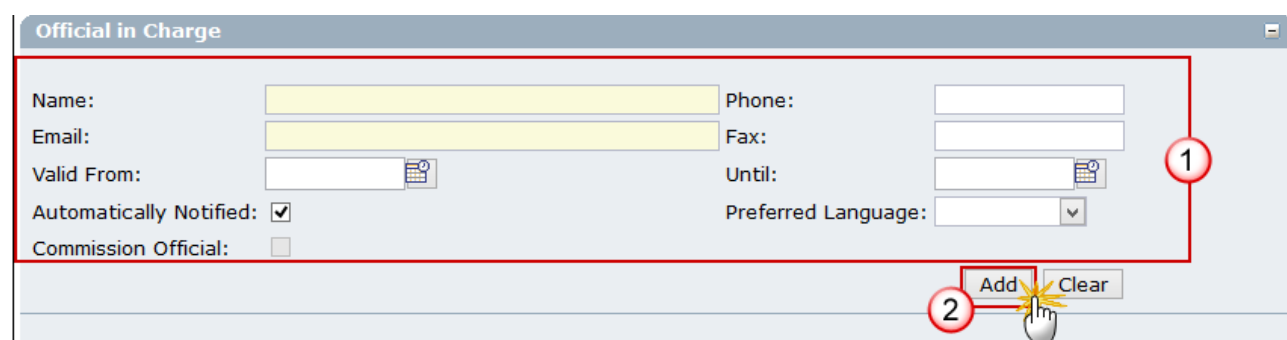 Official in Charge
Name: Phone:
Email: Fax:
Valid From: Until:
Automatically Notified: Preferred Language:
Commission Official:
1
Add Clear
2